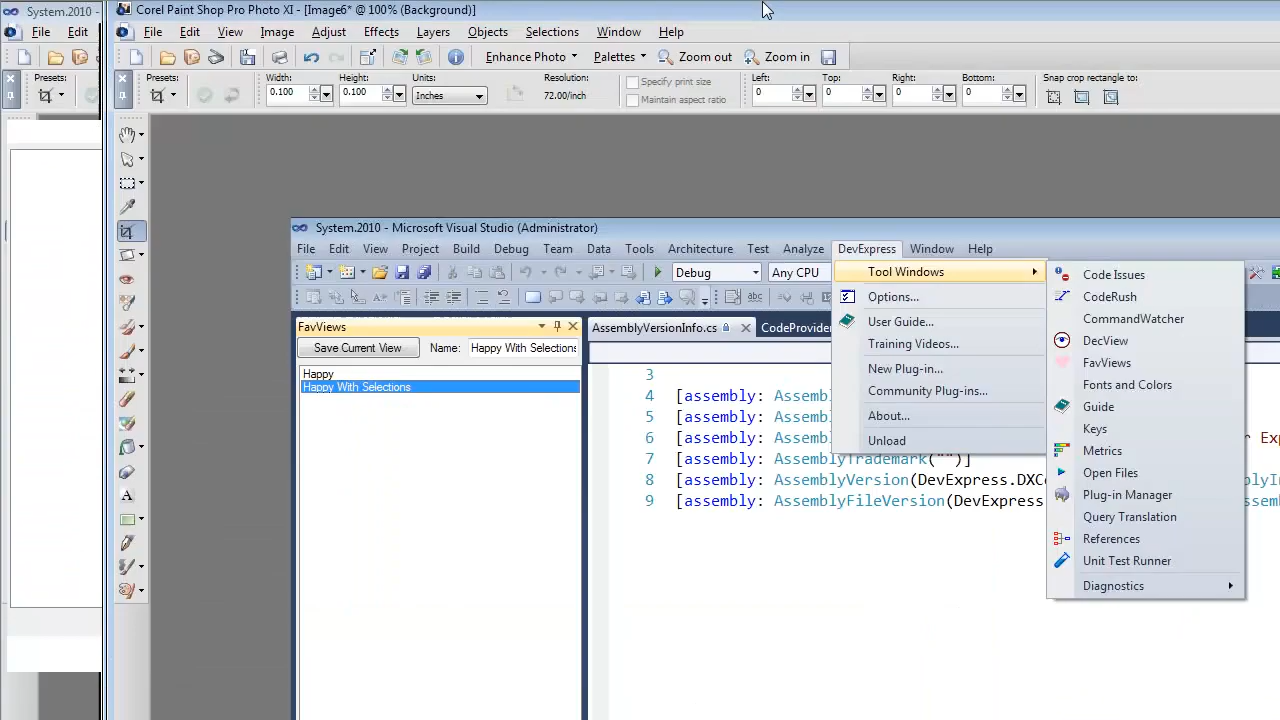 System.2010 -
File Edit
Presets:
Corel Paint Shop Pro Photo XI - [Image6* @ 100% (Background)]
File Edit View Image Adjust Effects Layers Objects Selections Window Help
Enhance Photo Palettes Zoom out Zoom in
Presets: Width: Height: Units: Resolution: Specify print size Left: Top: Right: Bottom: Snap crop rectangle to:
0.100 0.100 Inches 72.00/inch Maintain aspect ratio 0 0 0 0
System.2010 - Microsoft Visual Studio (Administrator)
File Edit View Project Build Debug Team Data Tools Architecture Test Analyze DevExpress Window Help
Debug Any CPU
FavViews
Save Current View Name: Happy With Selections
Happy
Happy With Selections
AssemblyVersionInfo.cs CodeProvider
3
4 [assembly: Assembl
5 [assembly: Assembl
6 [assembly: Assembl r Exp
7 [assembly: AssemblyTrademark("")]
8 [assembly: AssemblyVersion(DevExpress.DXCo blyIn
9 [assembly: AssemblyFileVersion(DevExpress. ssemb
Tool Windows
Options...
User Guide...
Training Videos...
New Plug-in...
Community Plug-ins...
About...
Unload
Code Issues
CodeRush
CommandWatcher
DecView
FavViews
Fonts and Colors
Guide
Keys
Metrics
Open Files
Plug-in Manager
Query Translation
References
Unit Test Runner
Diagnostics